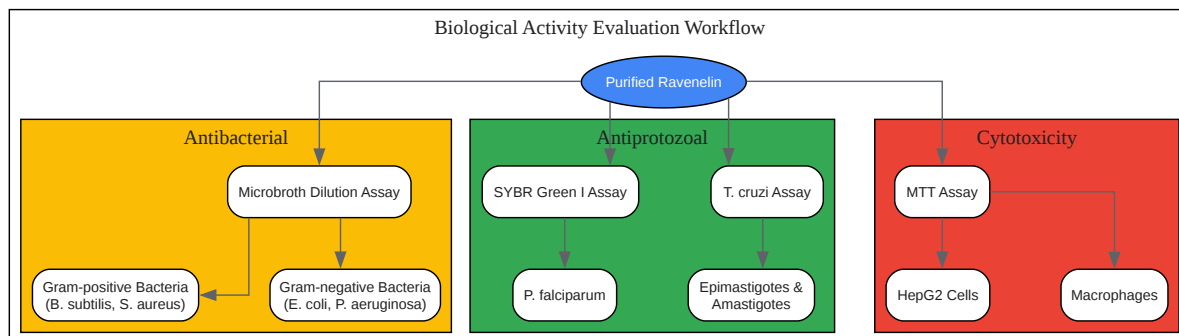 Biological Activity Evaluation Workflow
Purified Ravenelin
Antibacterial
Antiprotozoal
Cytotoxicity
Microbroth Dilution Assay
SYBR Green I Assay
T. cruzi Assay
MTT Assay
Gram-positive Bacteria
(B. subtilis, S. aureus)
Gram-negative Bacteria
(E. coli, P. aeruginosa)
P. falciparum
Epimastigotes &
Amastigotes
HepG2 Cells
Macrophages